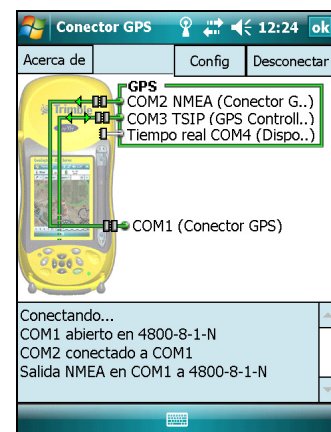 Conector GPS 12:24 ok
Acerca de Config Desconectar
GPS
COM2 NMEA (Conector G..)
COM3 TSIP (GPS Controll..)
Tiempo real COM4 (Dispo..)
Trimble
COM1 (Conector GPS)
Conectando...
COM1 abierto en 4800-8-1-N
COM2 conectado a COM1
Salida NMEA en COM1 a 4800-8-1-N